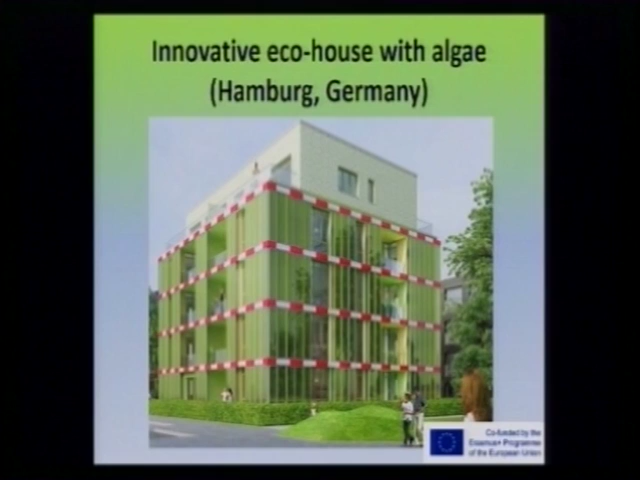 Innovative eco-house with algae
(Hamburg, Germany)
Co-funded by the
Erasmus+ Programme
of the European Union